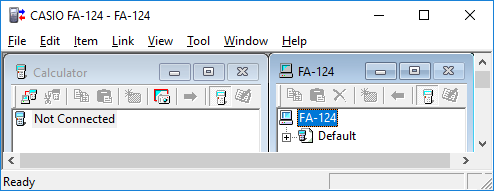 CASIO FA-124 - FA-124
File Edit Item Link View Tool Window Help
Calculator
FA-124
Not Connected
FA-124
Default
Ready